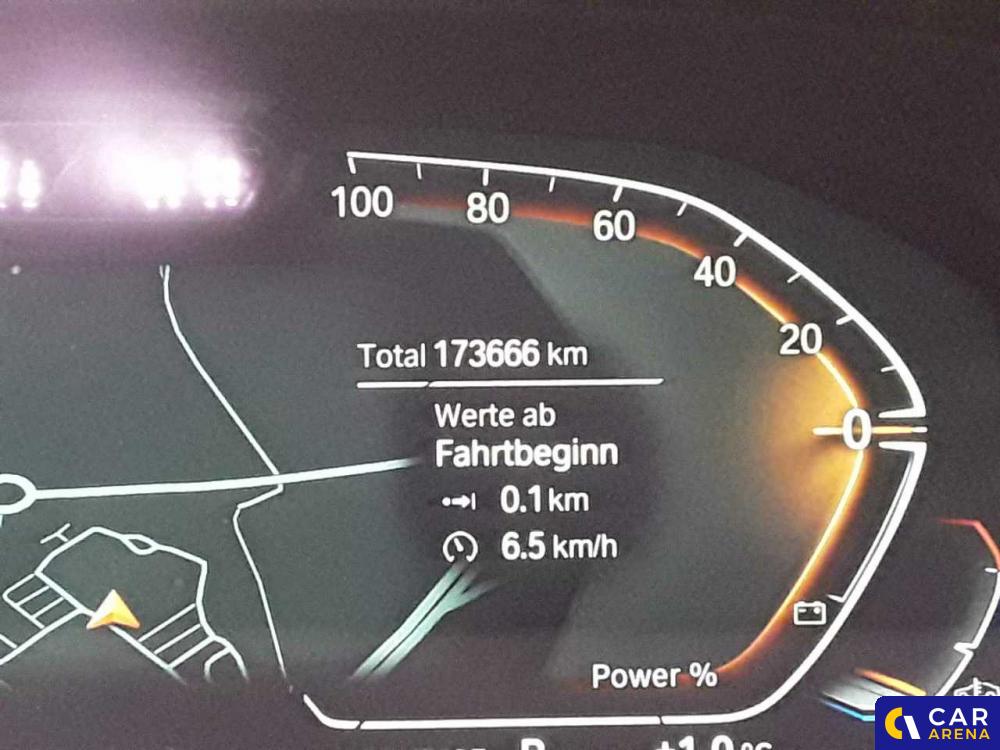 100
80
60
40
20
0
Total 173666 km
Werte ab
Fahrtbeginn
0.1 km
6.5 km/h
Power %
CAR
ARENA